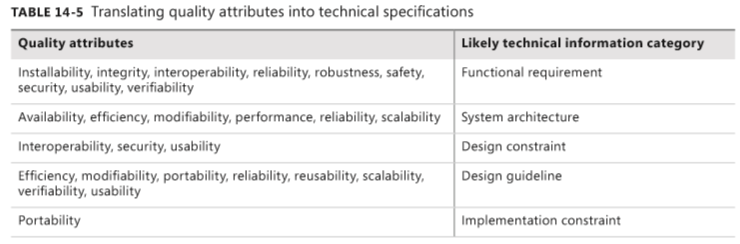 TABLE 14-5 Translating quality attributes into technical specifications
Quality attributes Likely technical information category
Installability, integrity, interoperability, reliability, robustness, safety, Functional requirement
security, usability, verifiability
Availability, efficiency, modifiability, performance, reliability, scalability System architecture
Interoperability, security, usability Design constraint
Efficiency, modifiability, portability, reliability, reusability, scalability, Design guideline
verifiability, usability
Portability Implementation constraint